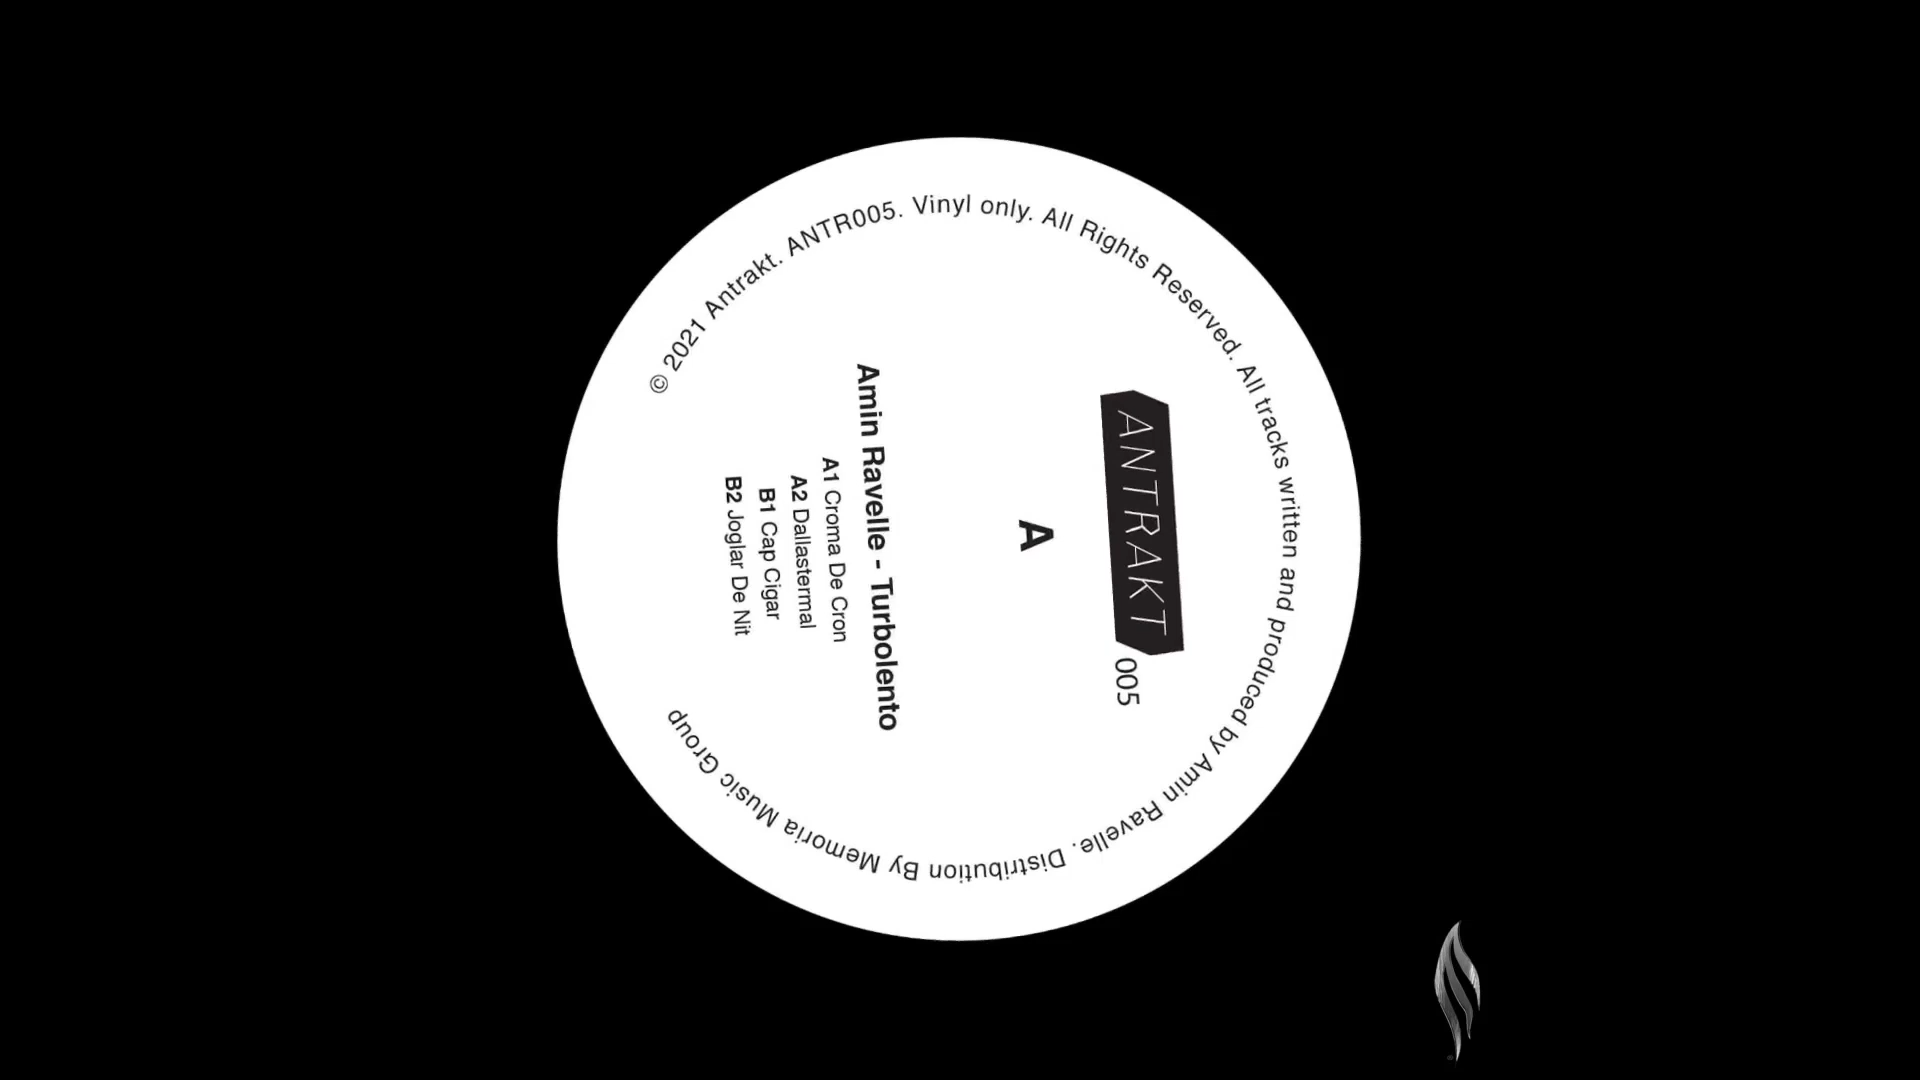 ANTRAKT 005
A
Amin Ravelle - Turbolento
A1 Croma De Cron
A2 Dallastermal
B1 Cap Cigar
B2 Joglar De Nit
© 2021 Antrakt. ANTR005. Vinyl only. All Rights Reserved. All tracks written and produced by Amin Ravelle. Distribution By Memoria Music Group